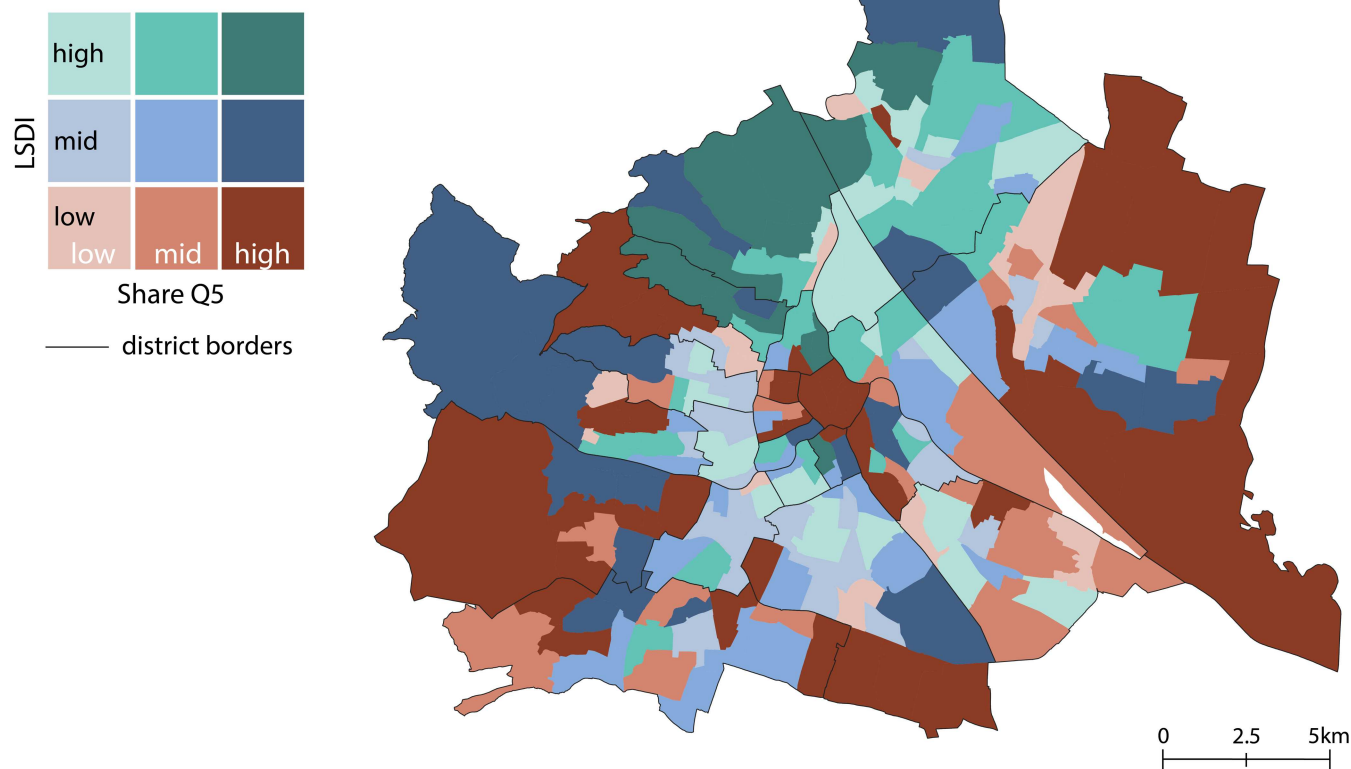 high
LSDI
mid
low
low mid high
Share Q5
district borders
0 2.5 5km